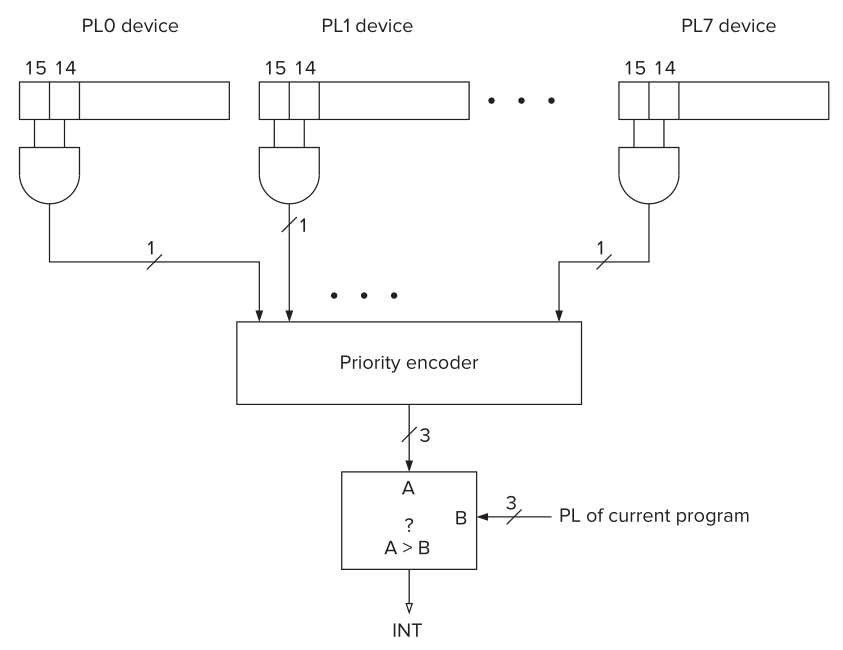 PL0 device PL1 device PL7 device
15 14 15 14 15 14
1
1 1
Priority encoder
3
A
3
B PL of current program
?
A > B
INT